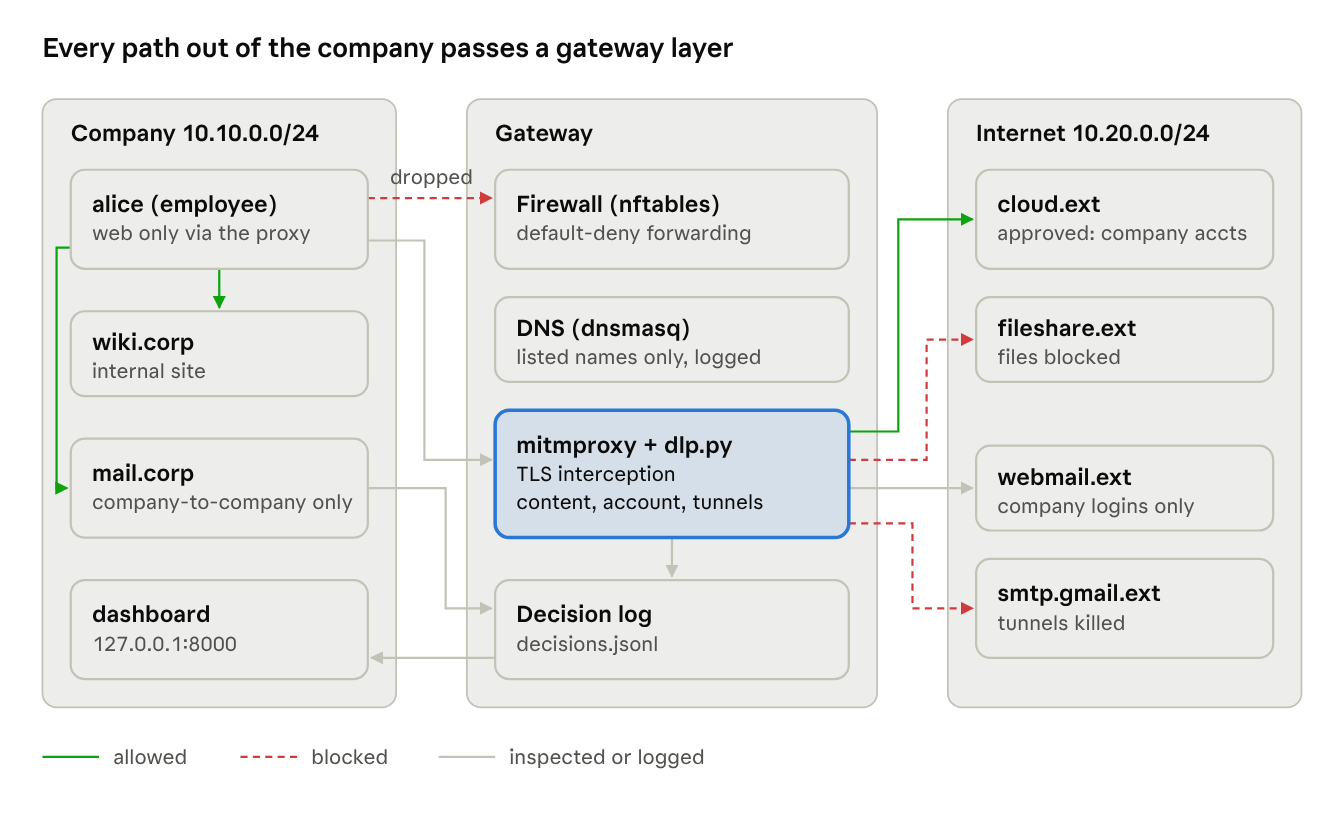 Every path out of the company passes a gateway layer
Company 10.10.0.0/24
alice (employee)
web only via the proxy
wiki.corp
internal site
mail.corp
company-to-company only
dashboard
127.0.0.1:8000
dropped
Gateway
Firewall (nftables)
default-deny forwarding
DNS (dnsmasq)
listed names only, logged
mitmproxy + dlp.py
TLS interception
content, account, tunnels
Decision log
decisions.jsonl
Internet 10.20.0.0/24
cloud.ext
approved: company accts
fileshare.ext
files blocked
webmail.ext
company logins only
smtp.gmail.ext
tunnels killed
allowed
blocked
inspected or logged